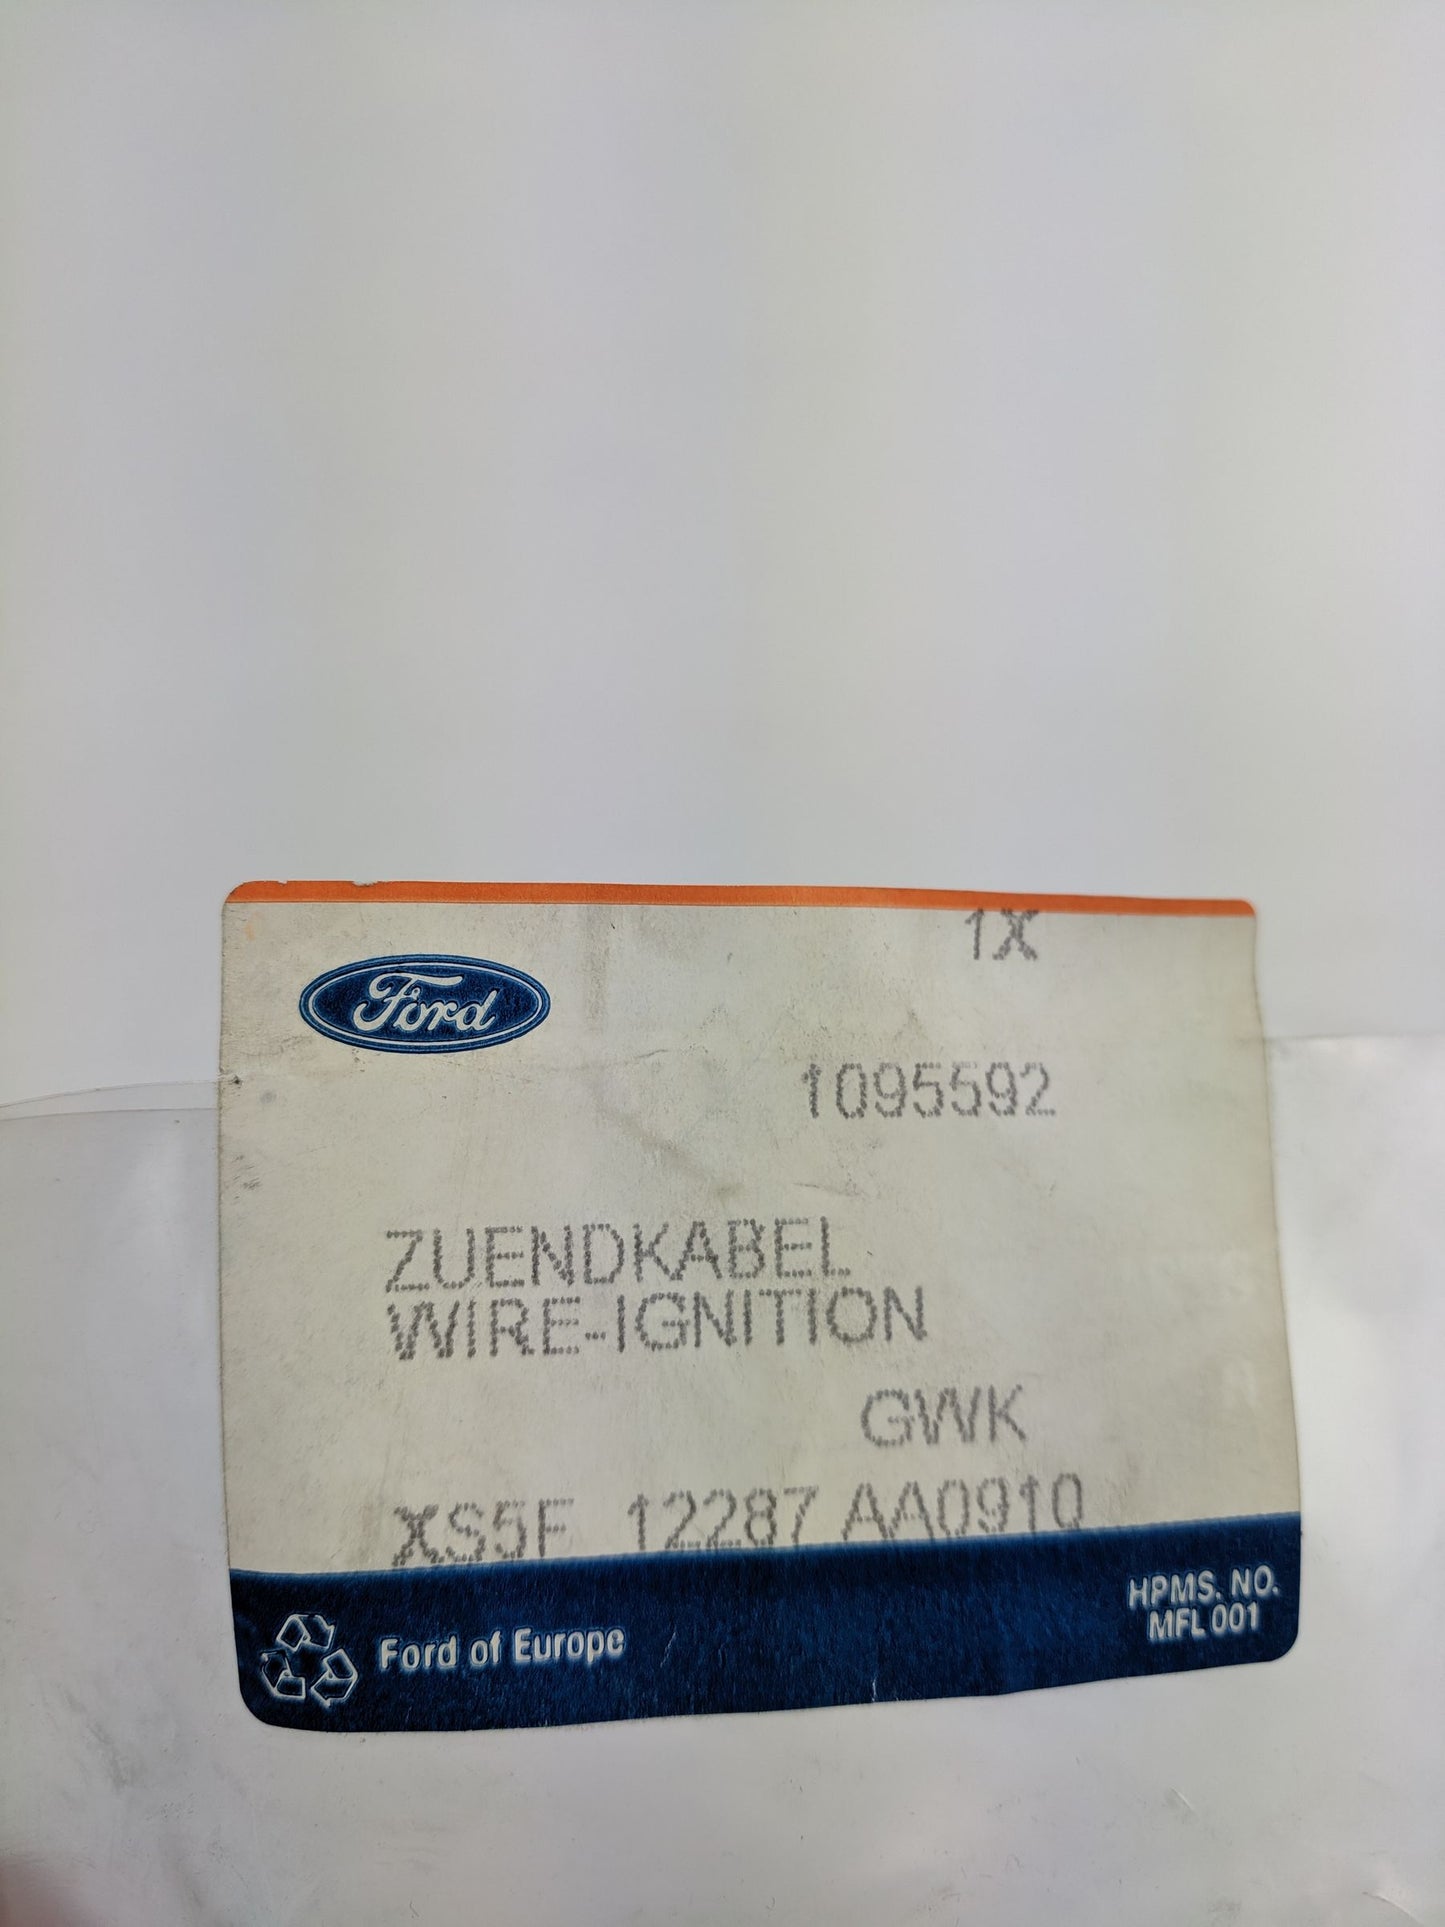 1X
Ford
1095592
ZUENDKABEL
WIRE-IGNITION
GWK
XS5F 12287 AA0910
Ford of Europe
HPMS. NO.
MFL 001